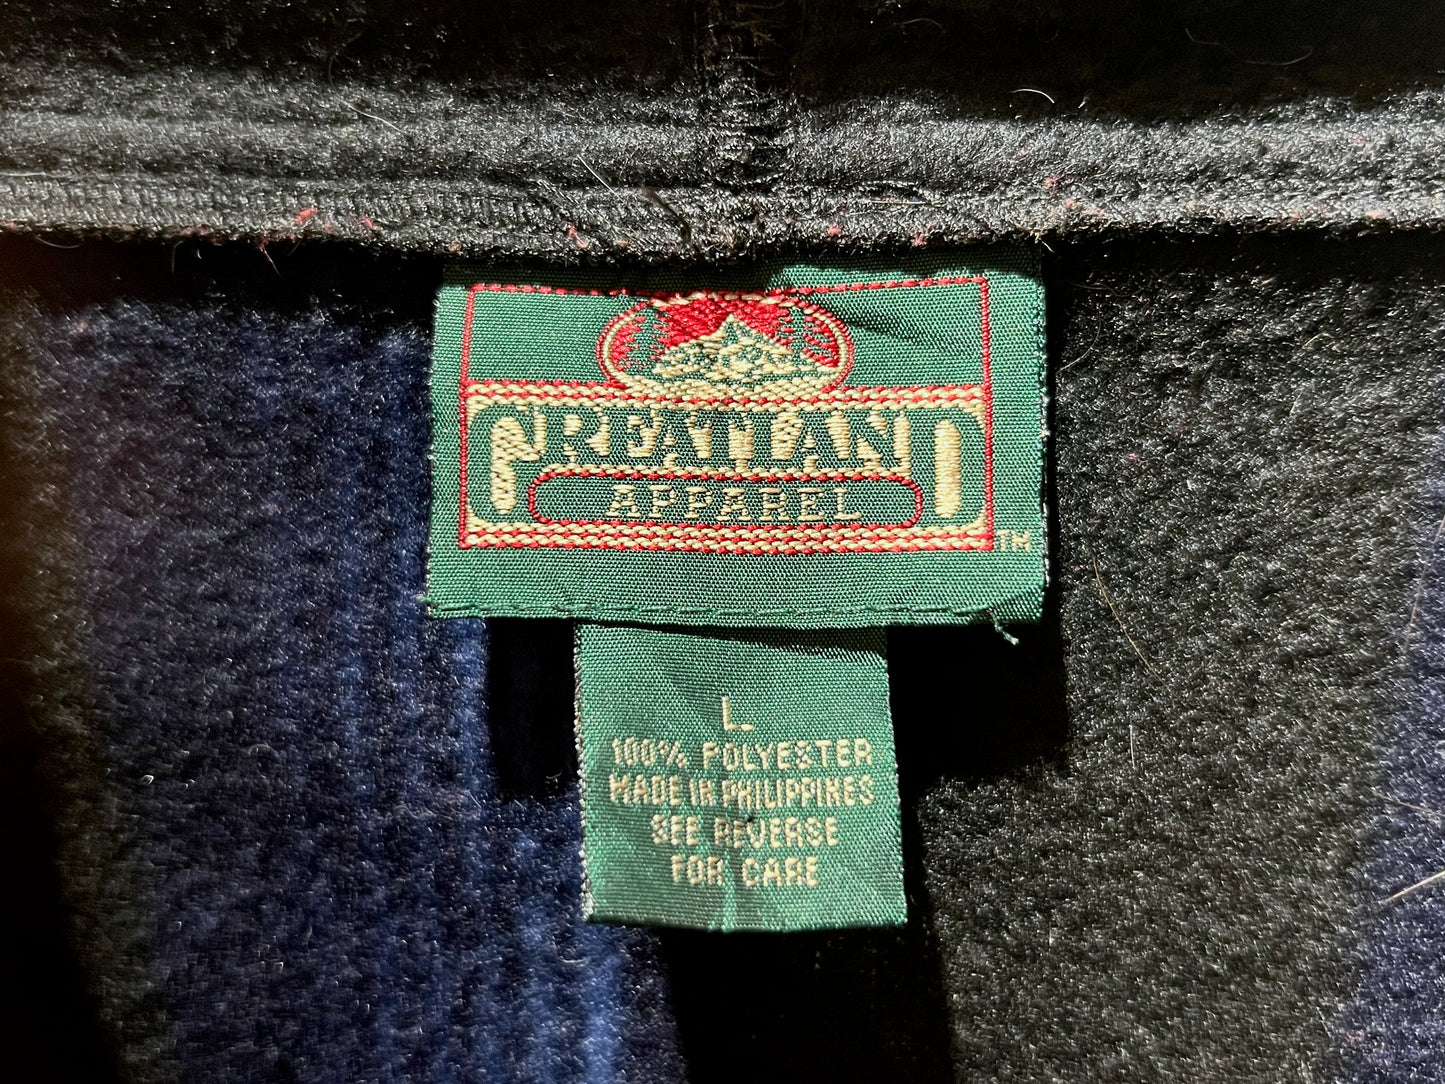 GREATLAND
APPAREL
TM
L
100% POLYESTER
MADE IN PHILIPPINES
SEE REVERSE
FOR CARE